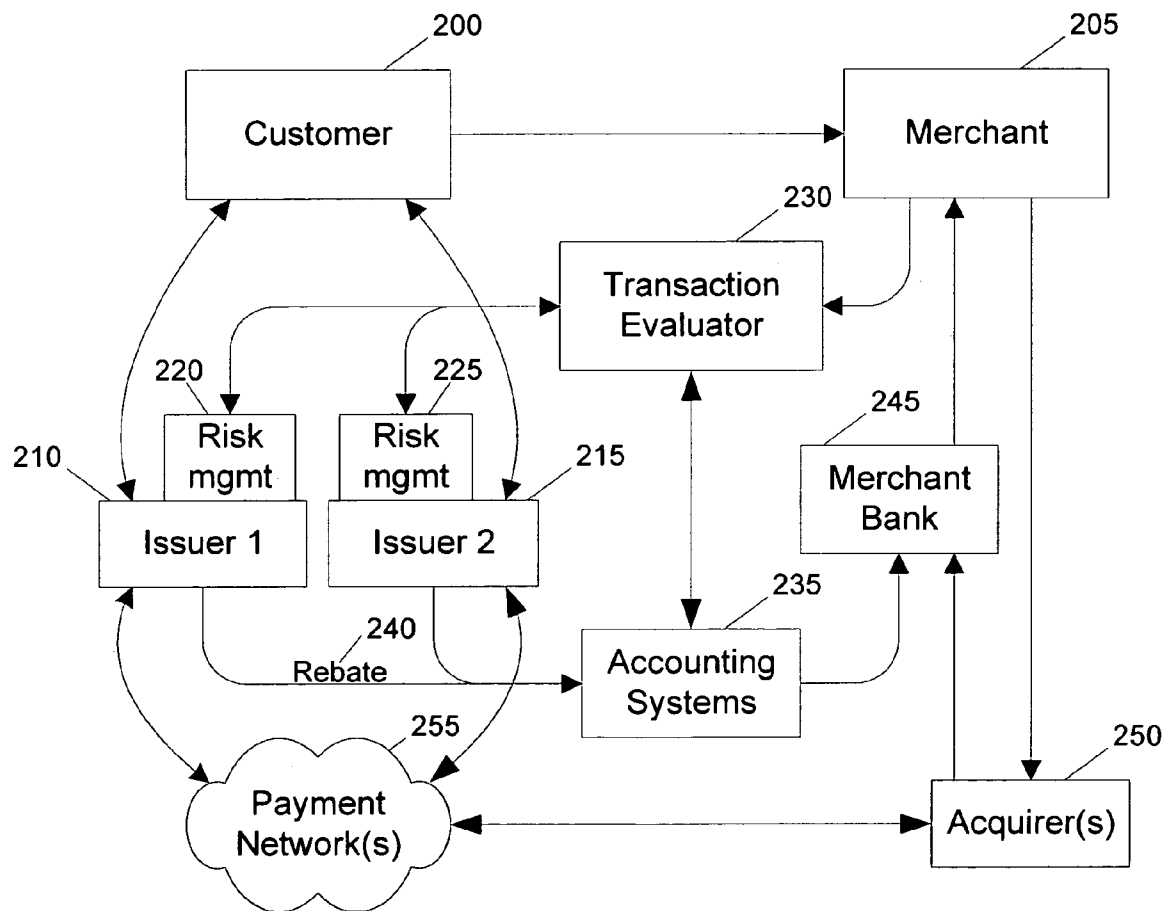 200
205
Customer
Merchant
230
Transaction
Evaluator
220
225
245
210
Risk
mgmt
Risk
mgmt
215
Merchant
Bank
Issuer 1
Issuer 2
235
240
Rebate
Accounting
Systems
255
250
Payment
Network(s)
Acquirer(s)